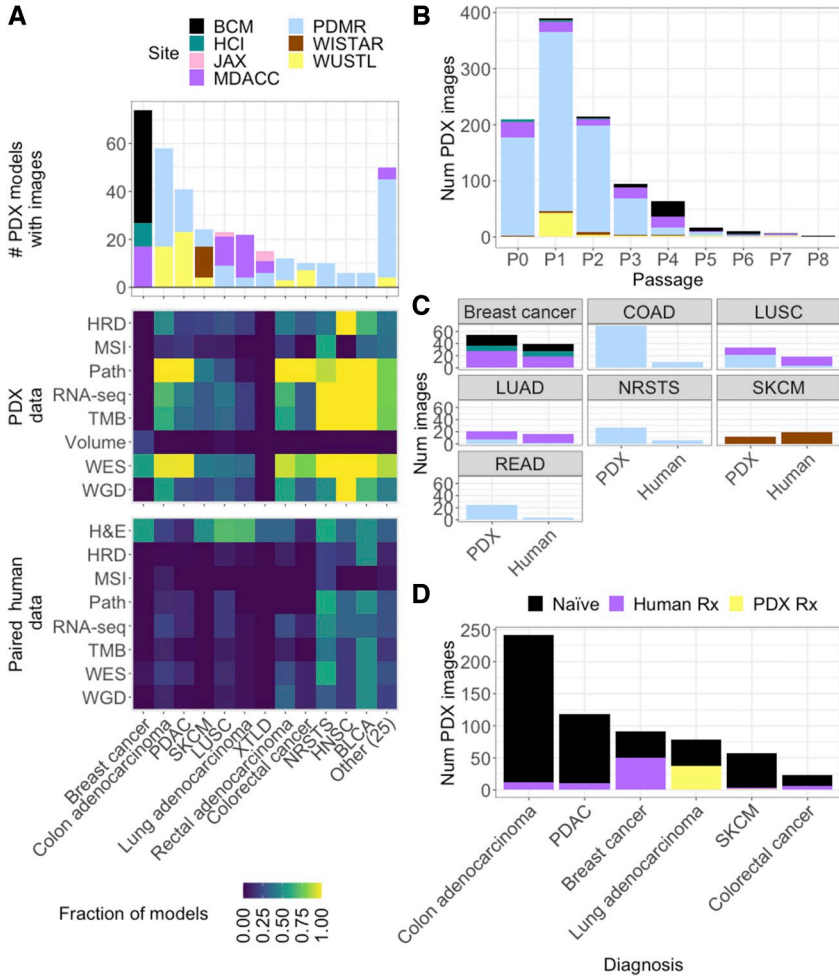 A
Site
BCM
HCI
JAX
MDACC
PDMR
WISTAR
WUSTL
# PDX models
with images
60
40
20
0
PDX
data
HRD
MSI
Path
RNA-seq
TMB
Volume
WES
WGD
Paired human
data
H&E
HRD
MSI
Path
RNA-seq
TMB
WES
WGD
Breast cancer
Colon adenocarcinoma
PDAC
SKCM
LUSC
Lung adenocarcinoma
XTLD
Rectal adenocarcinoma
Colorectal cancer
NRSTS
HNSC
BLCA
Other (25)
Fraction of models
0.00
0.25
0.50
0.75
1.00
B
Num PDX images
400
300
200
100
0
P0 P1 P2 P3 P4 P5 P6 P7 P8
Passage
C
Num images
Breast cancer
COAD
LUSC
60
40
20
0
LUAD
NRSTS
SKCM
60
40
20
0
READ
60
40
20
0
PDX
Human
PDX
Human
PDX
Human
D
Naïve
Human Rx
PDX Rx
Num PDX images
250
200
150
100
50
0
Colon adenocarcinoma
PDAC
Breast cancer
Lung adenocarcinoma
SKCM
Colorectal cancer
Diagnosis